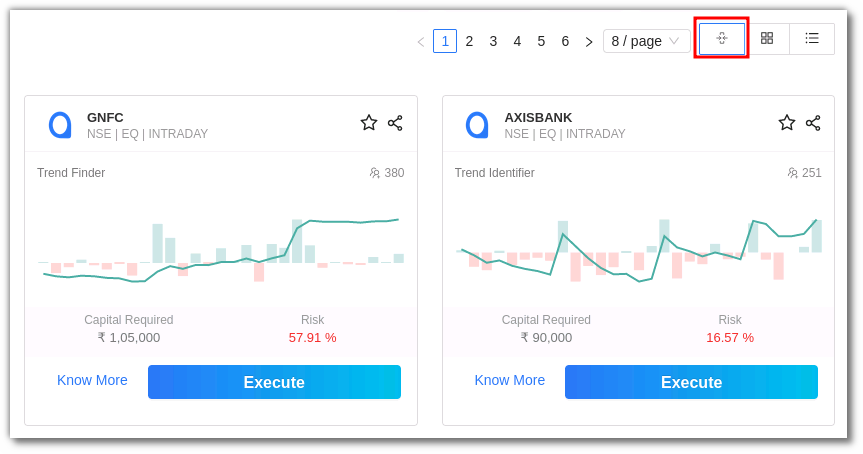 1 2 3 4 5 6 8 / page
GNFC
NSE | EQ | INTRADAY
Trend Finder 380
Capital Required Risk
₹ 1,05,000 57.91 %
Know More Execute
AXISBANK
NSE | EQ | INTRADAY
Trend Identifier 251
Capital Required Risk
₹ 90,000 16.57 %
Know More Execute